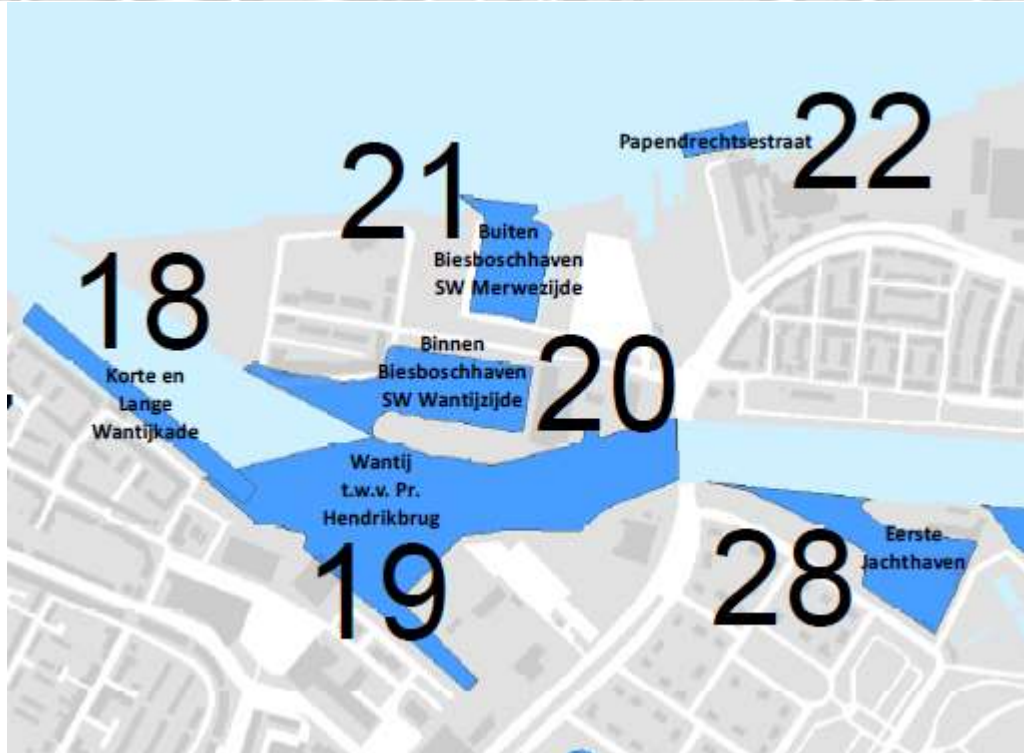 22
Papendrechtsestraat
21
Buiten
Biesboschhaven
SW Merwezijde
18
Korte en
Lange
Wantijkade
20
Binnen
Biesboschhaven
SW Wantijzijde
Wantij
t.w.v. Pr.
Hendrikbrug
19
28
Eerste
Jachthaven